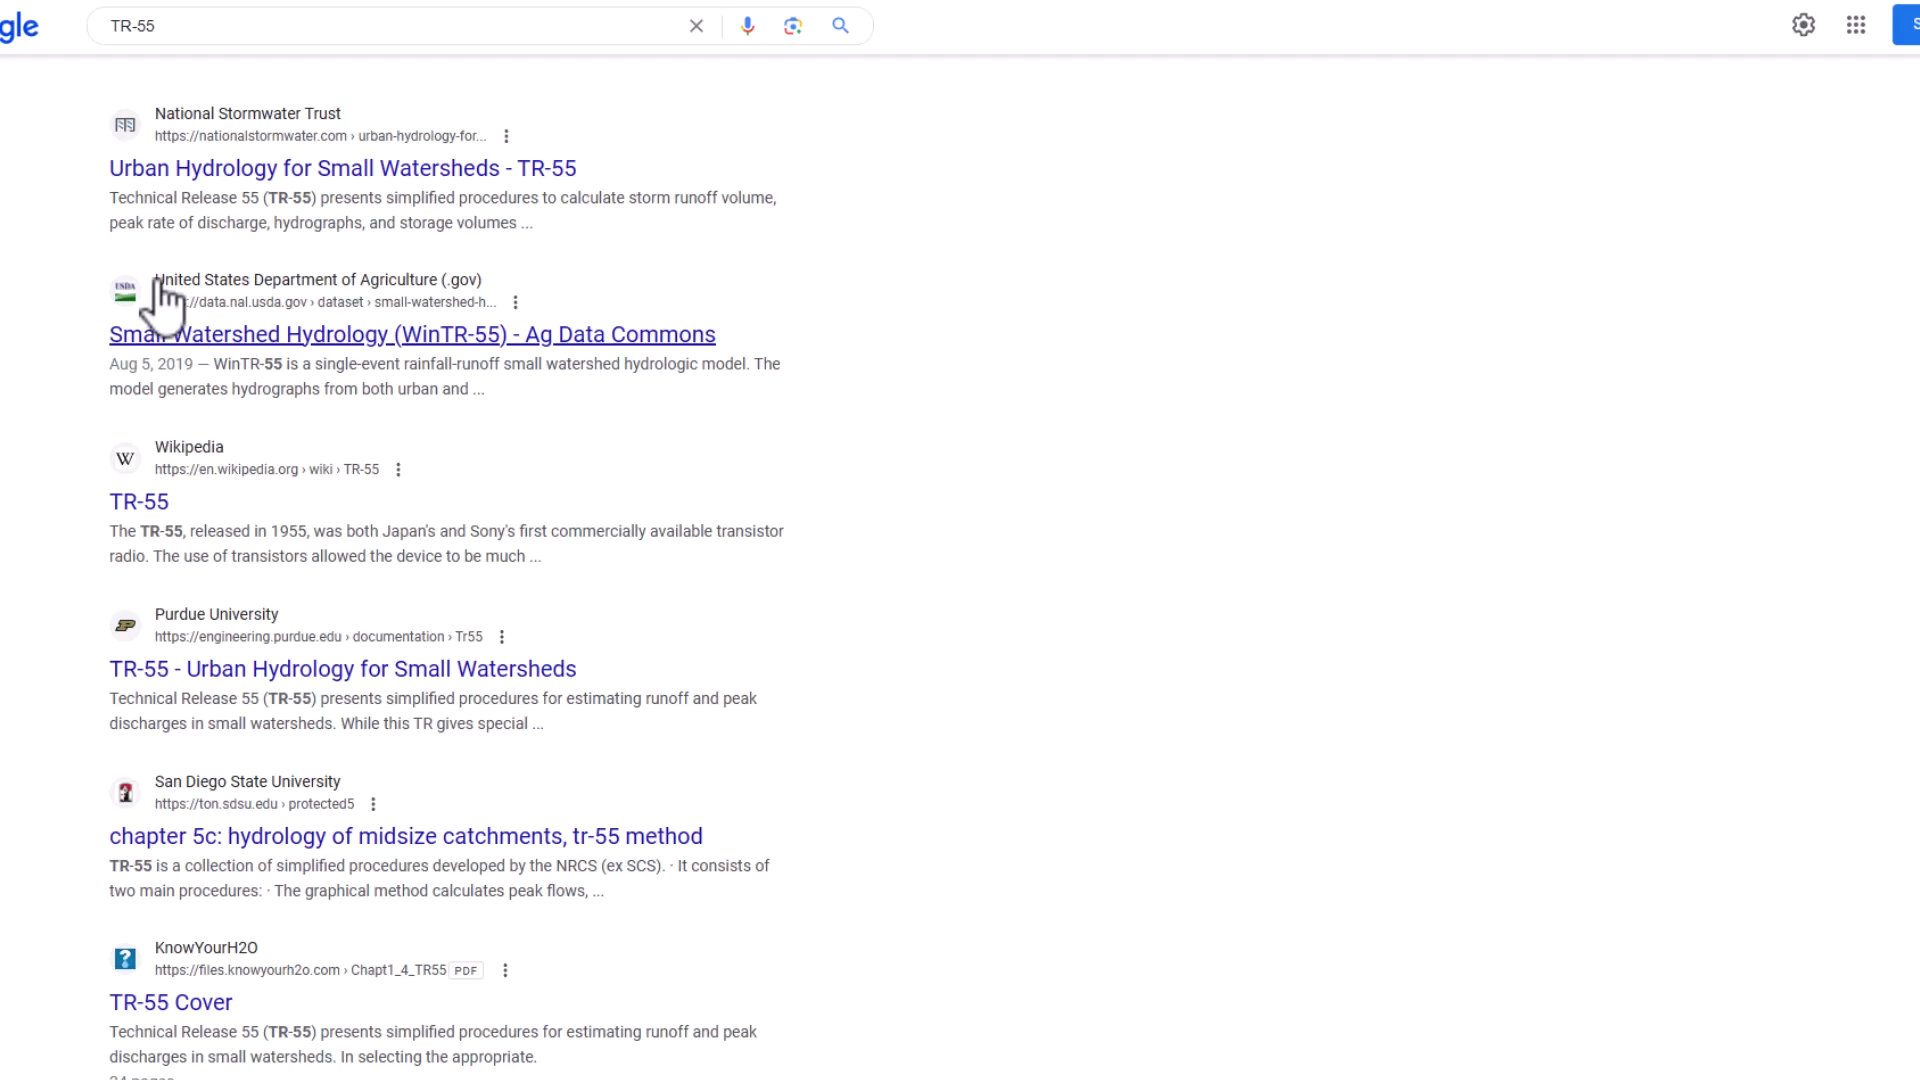 gle
TR-55
S
National Stormwater Trust
https://nationalstormwater.com › urban-hydrology-for...
Urban Hydrology for Small Watersheds - TR-55
Technical Release 55 (TR-55) presents simplified procedures to calculate storm runoff volume,
peak rate of discharge, hydrographs, and storage volumes ...
USDA
United States Department of Agriculture (.gov)
://data.nal.usda.gov › dataset › small-watershed-h...
Small Watershed Hydrology (WinTR-55) - Ag Data Commons
Aug 5, 2019 — WinTR-55 is a single-event rainfall-runoff small watershed hydrologic model. The
model generates hydrographs from both urban and ...
W
Wikipedia
https://en.wikipedia.org › wiki › TR-55
TR-55
The TR-55, released in 1955, was both Japan's and Sony's first commercially available transistor
radio. The use of transistors allowed the device to be much ...
P
Purdue University
https://engineering.purdue.edu › documentation › Tr55
TR-55 - Urban Hydrology for Small Watersheds
Technical Release 55 (TR-55) presents simplified procedures for estimating runoff and peak
discharges in small watersheds. While this TR gives special ...
San Diego State University
https://ton.sdsu.edu › protected5
chapter 5c: hydrology of midsize catchments, tr-55 method
TR-55 is a collection of simplified procedures developed by the NRCS (ex SCS). · It consists of
two main procedures: · The graphical method calculates peak flows, ...
?
KnowYourH2O
https://files.knowyourh2o.com › Chapt1_4_TR55 PDF
TR-55 Cover
Technical Release 55 (TR-55) presents simplified procedures for estimating runoff and peak
discharges in small watersheds. In selecting the appropriate.